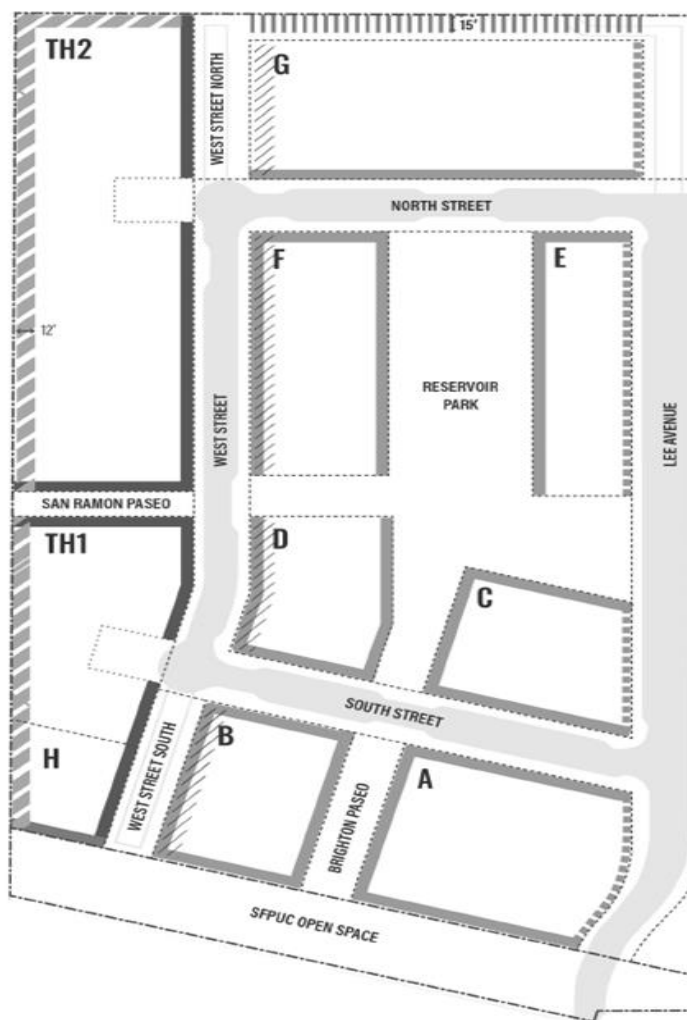 15'
TH2
G
WEST STREET NORTH
NORTH STREET
F
E
12'
RESERVOIR
PARK
WEST STREET
LEE AVENUE
SAN RAMON PASEO
TH1
D
C
SOUTH STREET
H
WEST STREET SOUTH
B
BRIGHTON PASEO
A
SFPUC OPEN SPACE